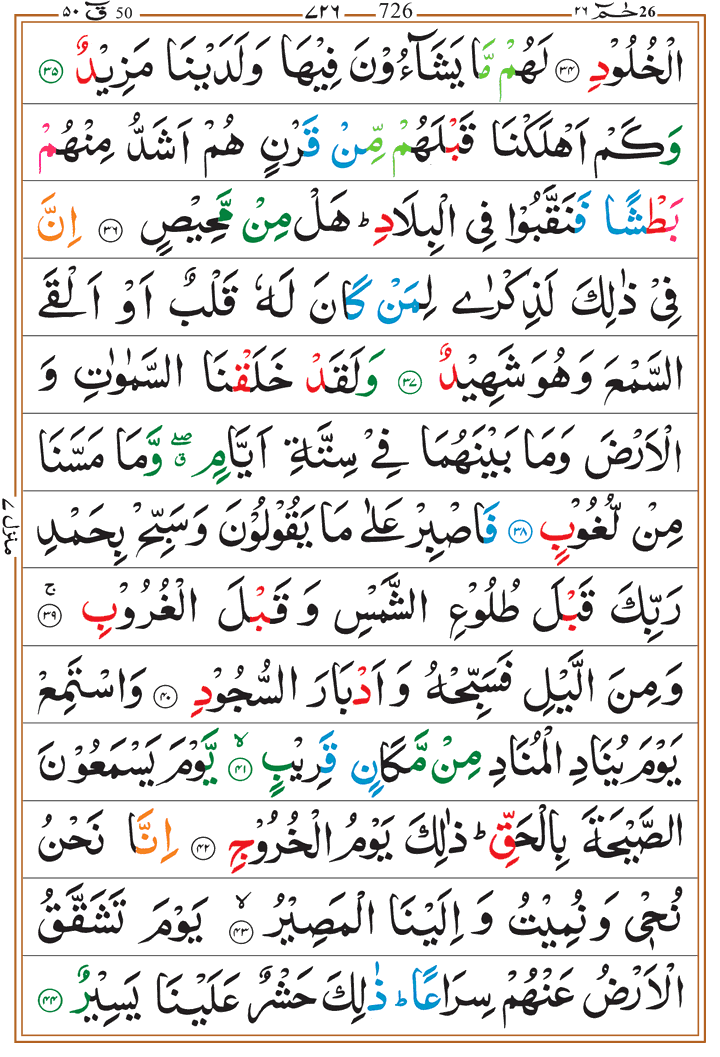 26 حٰمٓ ٢٦ 726 ٧٢٦ 50 قٓ ٥٠
الْخُلُوْدِ ۝٣٤ لَهُمْ مَّا يَشَآءُوْنَ فِيْهَا وَلَدَيْنَا مَزِيْدٌ ۝٣٥
وَكَمْ اَهْلَكْنَا قَبْلَهُمْ مِّنْ قَرْنٍ هُمْ اَشَدُّ مِنْهُمْ
بَطْشًا فَنَقَّبُوْا فِي الْبِلَادِ ؕ هَلْ مِنْ مَّحِيْصٍ ۝٣٦ اِنَّ
فِيْ ذٰلِكَ لَذِكْرٰى لِمَنْ كَانَ لَهٗ قَلْبٌ اَوْ اَلْقَى
السَّمْعَ وَهُوَ شَهِيْدٌ ۝٣٧ وَلَقَدْ خَلَقْنَا السَّمٰوٰتِ وَ
الْاَرْضَ وَمَا بَيْنَهُمَا فِيْ سِتَّةِ اَيَّامٍ ۖق وَّمَا مَسَّنَا
مِنْ لُّغُوْبٍ ۝٣٨ فَاصْبِرْ عَلٰى مَا يَقُوْلُوْنَ وَسَبِّحْ بِحَمْدِ
رَبِّكَ قَبْلَ طُلُوْعِ الشَّمْسِ وَقَبْلَ الْغُرُوْبِ ۝٣٩ ج
وَمِنَ الَّيْلِ فَسَبِّحْهُ وَاَدْبَارَ السُّجُوْدِ ۝٤٠ وَاسْتَمِعْ
يَوْمَ يُنَادِ الْمُنَادِ مِنْ مَّكَانٍ قَرِيْبٍ ۝٤١ لا يَّوْمَ يَسْمَعُوْنَ
الصَّيْحَةَ بِالْحَقِّ ؕ ذٰلِكَ يَوْمُ الْخُرُوْجِ ۝٤٢ اِنَّا نَحْنُ
نُحْيٖ وَنُمِيْتُ وَاِلَيْنَا الْمَصِيْرُ ۝٤٣ لا يَوْمَ تَشَقَّقُ
الْاَرْضُ عَنْهُمْ سِرَاعًا ؕ ذٰلِكَ حَشْرٌ عَلَيْنَا يَسِيْرٌ ۝٤٤
منزل ٧